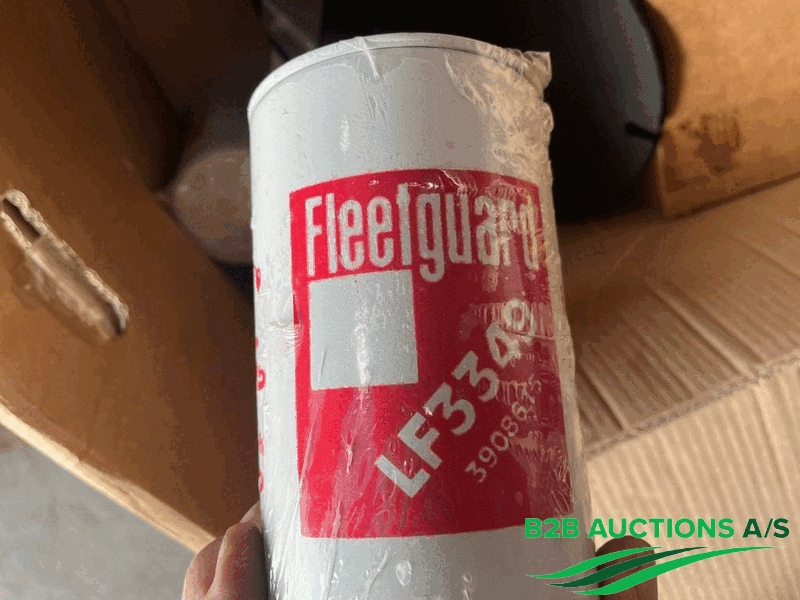 Fleetguard
LF3349
B2B AUCTIONS A/S